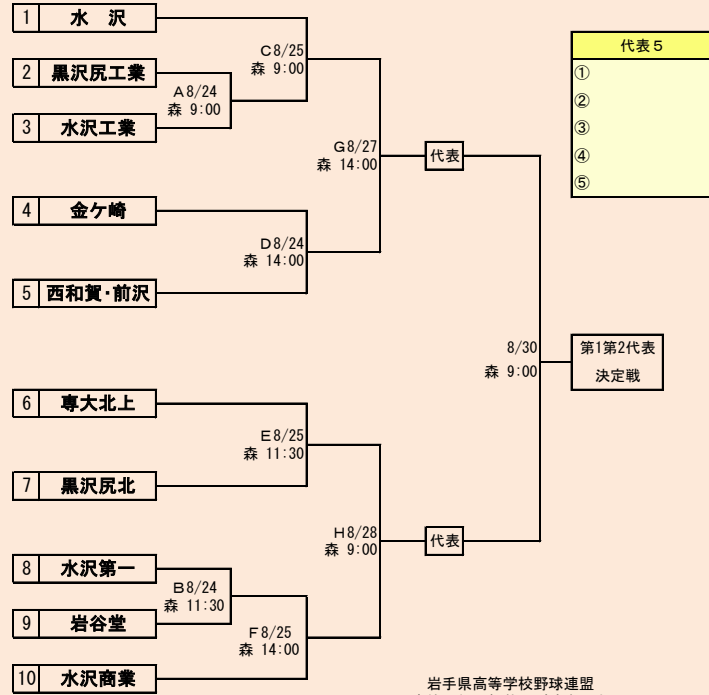 1 水　沢
C8/25
森 9:00
2 黒沢尻工業
A8/24
森 9:00
3 水沢工業
G8/27
森 14:00
代表
4 金ケ崎
D8/24
森 14:00
5 西和賀・前沢
代表5
①
②
③
④
⑤
8/30
森 9:00
第1第2代表
決定戦
6 専大北上
E8/25
森 11:30
7 黒沢尻北
H8/28
森 9:00
代表
8 水沢第一
B8/24
森 11:30
9 岩谷堂
F8/25
森 14:00
10 水沢商業
岩手県高等学校野球連盟